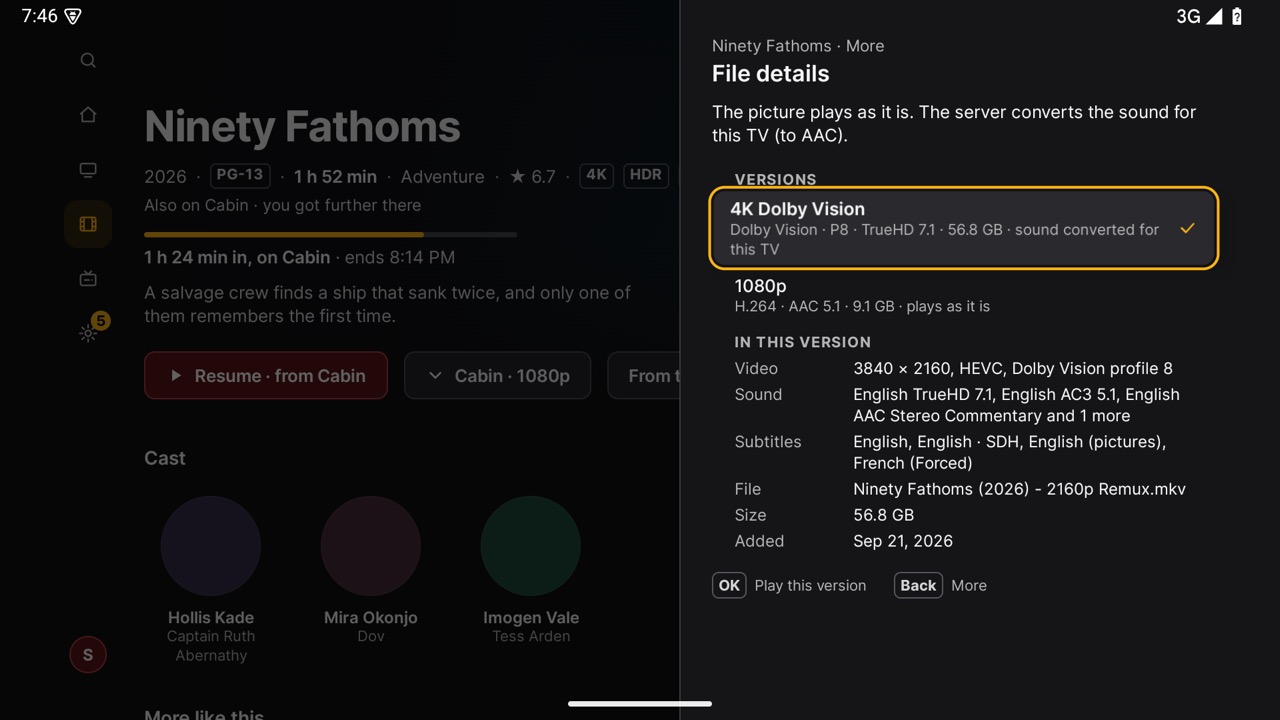 7:46
3G
Ninety Fathoms
2026 · PG-13 · 1 h 52 min · Adventure · ★ 6.7 · 4K HDR
Also on Cabin · you got further there
1 h 24 min in, on Cabin · ends 8:14 PM
A salvage crew finds a ship that sank twice, and only one of
them remembers the first time.
Resume · from Cabin
Cabin · 1080p
From t
5
Cast
Hollis Kade
Captain Ruth
Abernathy
Mira Okonjo
Dov
Imogen Vale
Tess Arden
S
More like this
Ninety Fathoms · More
File details
The picture plays as it is. The server converts the sound for
this TV (to AAC).
VERSIONS
4K Dolby Vision
Dolby Vision · P8 · TrueHD 7.1 · 56.8 GB · sound converted for
this TV
1080p
H.264 · AAC 5.1 · 9.1 GB · plays as it is
IN THIS VERSION
Video 3840 × 2160, HEVC, Dolby Vision profile 8
Sound English TrueHD 7.1, English AC3 5.1, English
AAC Stereo Commentary and 1 more
Subtitles English, English · SDH, English (pictures),
French (Forced)
File Ninety Fathoms (2026) - 2160p Remux.mkv
Size 56.8 GB
Added Sep 21, 2026
OK Play this version Back More